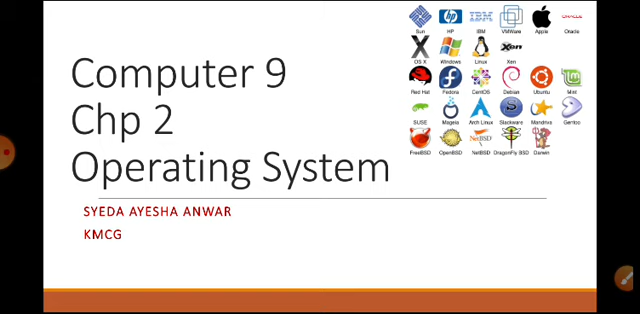 Computer 9
Chp 2
Operating System
SYEDA AYESHA ANWAR
KMCG
Sun HP IBM VMWare Apple Oracle
OS X Windows Linux Xen
Red Hat Fedora CentOS Debian Ubuntu Mint
SUSE Mageia Arch Linux Slackware Mandriva Gentoo
FreeBSD OpenBSD NetBSD DragonFly BSD Darwin